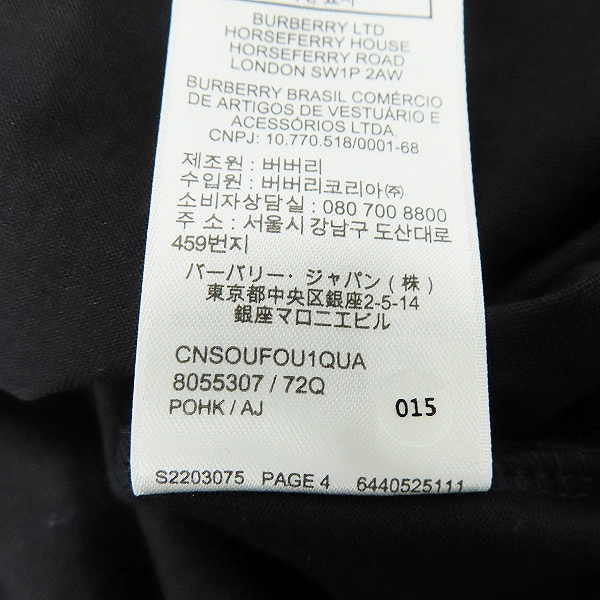 BURBERRY LTD
HORSEFERRY HOUSE
HORSEFERRY ROAD
LONDON SW1P 2AW
BURBERRY BRASIL COMÉRCIO
DE ARTIGOS DE VESTUÁRIO E
ACESSÓRIOS LTDA.
CNPJ: 10.770.518/0001-68
제조원 : 버버리
수입원 : 버버리코리아㈜
소비자상담실 : 080 700 8800
주 소 : 서울시 강남구 도산대로
459번지
バーバリー・ジャパン(株)
東京都中央区銀座2-5-14
銀座マロニエビル
CNSOUFOU1QUA
8055307 / 72Q
POHK / AJ
015
S2203075 PAGE 4 6440525111